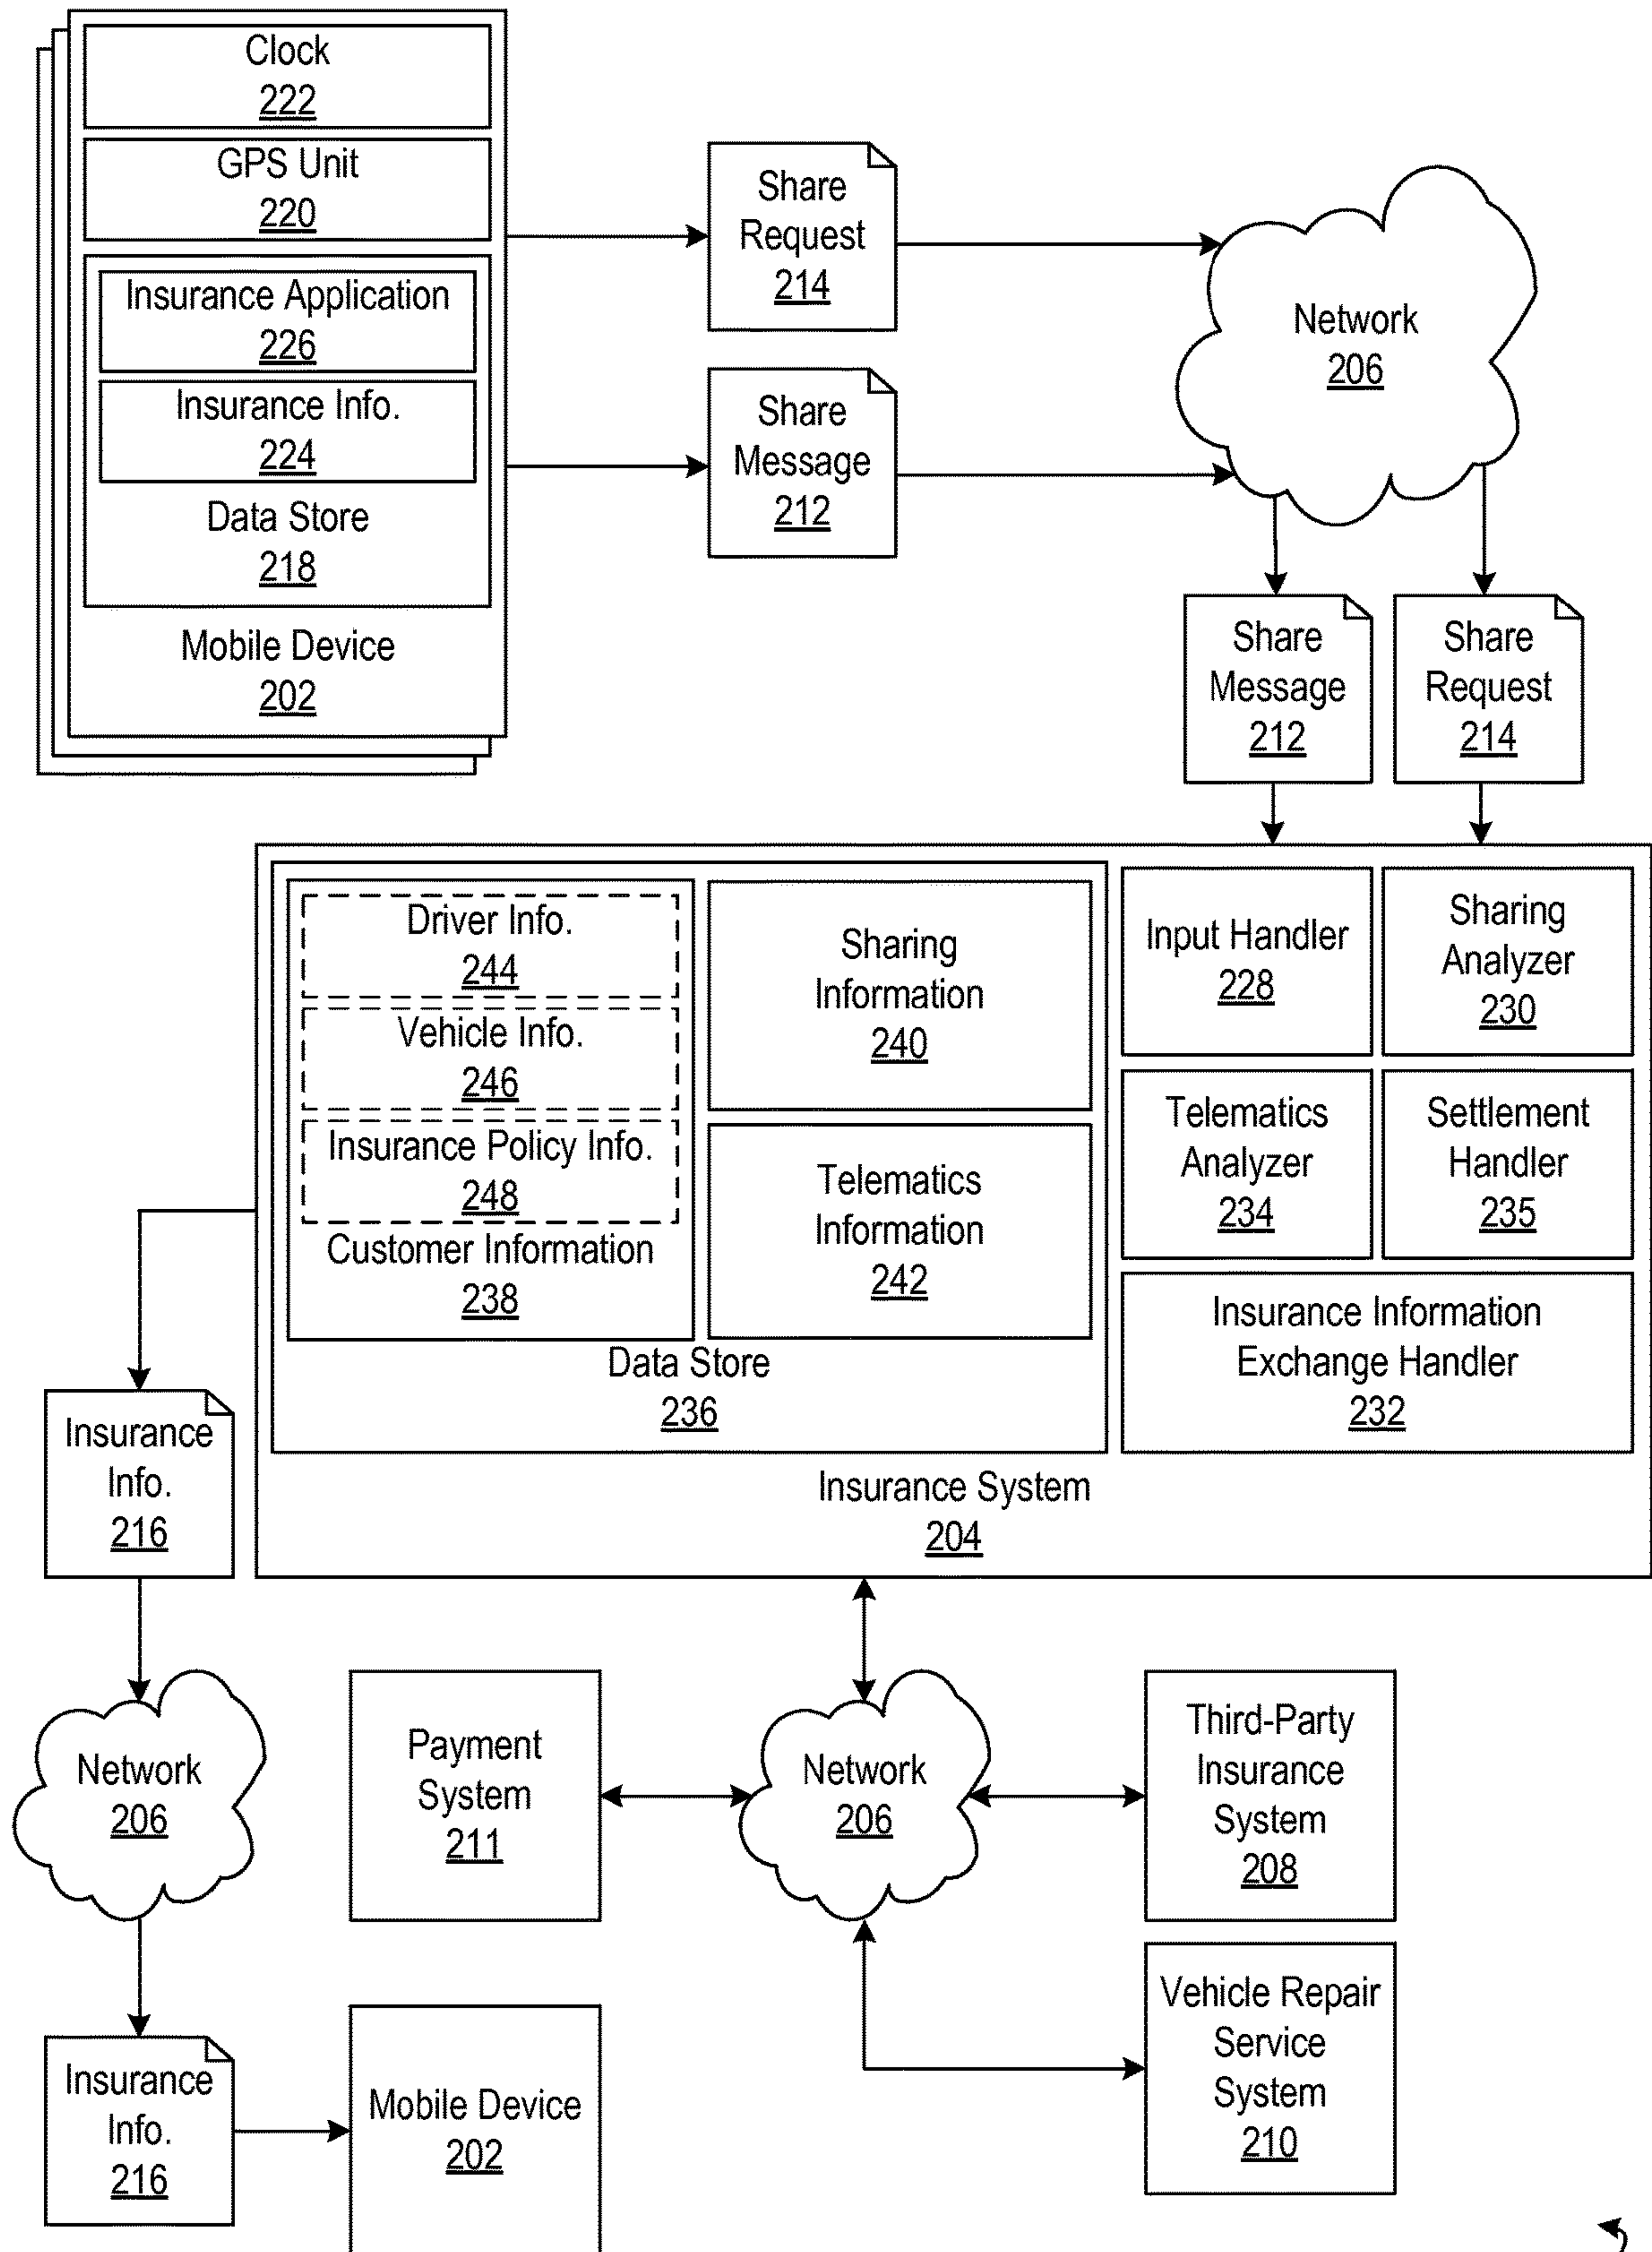 Clock
222
GPS Unit
220
Insurance Application
226
Insurance Info.
224
Data Store
218
Mobile Device
202
Share
Request
214
Share
Message
212
Network
206
Share
Message
212
Share
Request
214
Driver Info.
244
Vehicle Info.
246
Insurance Policy Info.
248
Customer Information
238
Sharing
Information
240
Telematics
Information
242
Data Store
236
Input Handler
228
Sharing
Analyzer
230
Telematics
Analyzer
234
Settlement
Handler
235
Insurance Information
Exchange Handler
232
Insurance System
204
Insurance
Info.
216
Network
206
Insurance
Info.
216
Mobile Device
202
Payment
System
211
Network
206
Third-Party
Insurance
System
208
Vehicle Repair
Service
System
210